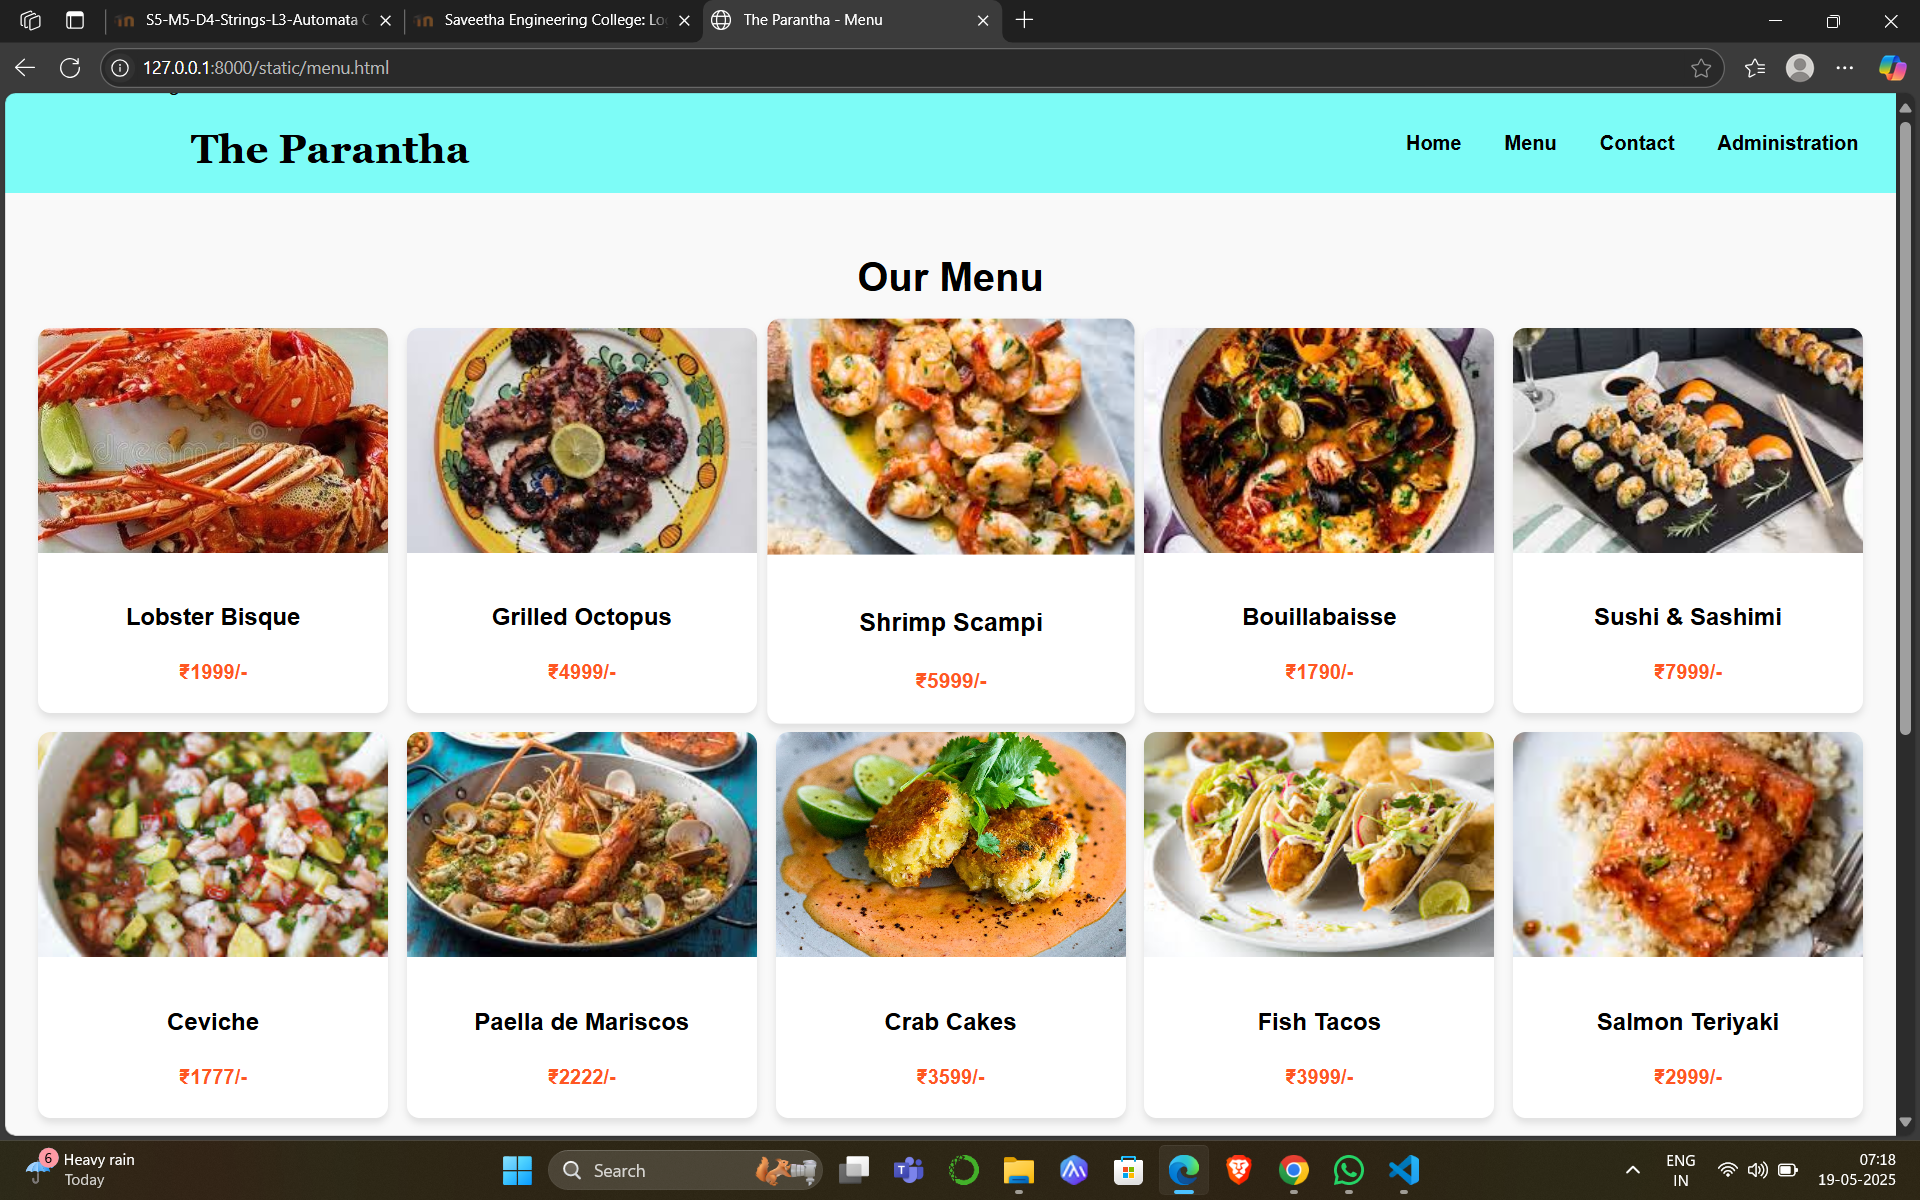 S5-M5-D4-Strings-L3-Automata
Saveetha Engineering College: Lo
The Parantha - Menu
127.0.0.1:8000/static/menu.html
The Parantha
Home Menu Contact Administration
Our Menu
dreamstime
Lobster Bisque
₹1999/-
Grilled Octopus
₹4999/-
Shrimp Scampi
₹5999/-
Bouillabaisse
₹1790/-
Sushi & Sashimi
₹7999/-
Ceviche
₹1777/-
Paella de Mariscos
₹2222/-
Crab Cakes
₹3599/-
Fish Tacos
₹3999/-
Salmon Teriyaki
₹2999/-
6
Heavy rain
Today
Search
ENG
IN
07:18
19-05-2025